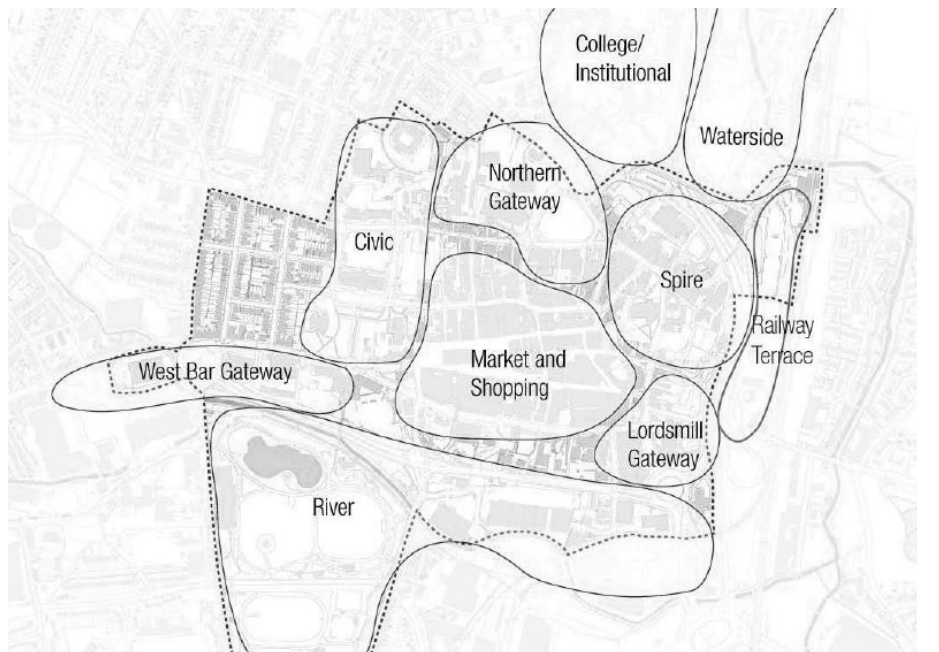 College/
Institutional
Waterside
Northern
Gateway
Civic
Spire
Railway
Terrace
West Bar Gateway
Market and
Shopping
Lordsmill
Gateway
River